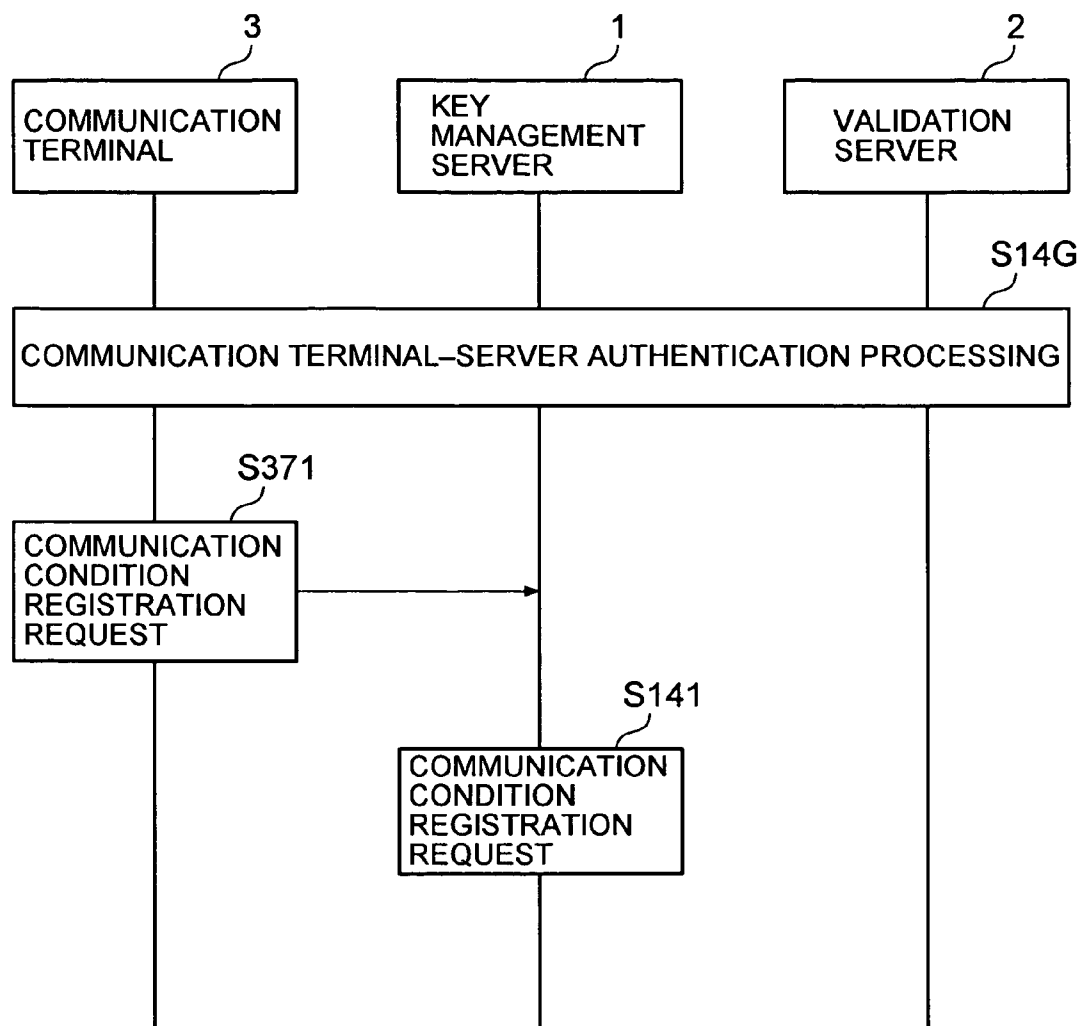 3
1
2
COMMUNICATION
TERMINAL
KEY
MANAGEMENT
SERVER
VALIDATION
SERVER
S14G
COMMUNICATION TERMINAL–SERVER AUTHENTICATION PROCESSING
S371
COMMUNICATION
CONDITION
REGISTRATION
REQUEST
S141
COMMUNICATION
CONDITION
REGISTRATION
REQUEST